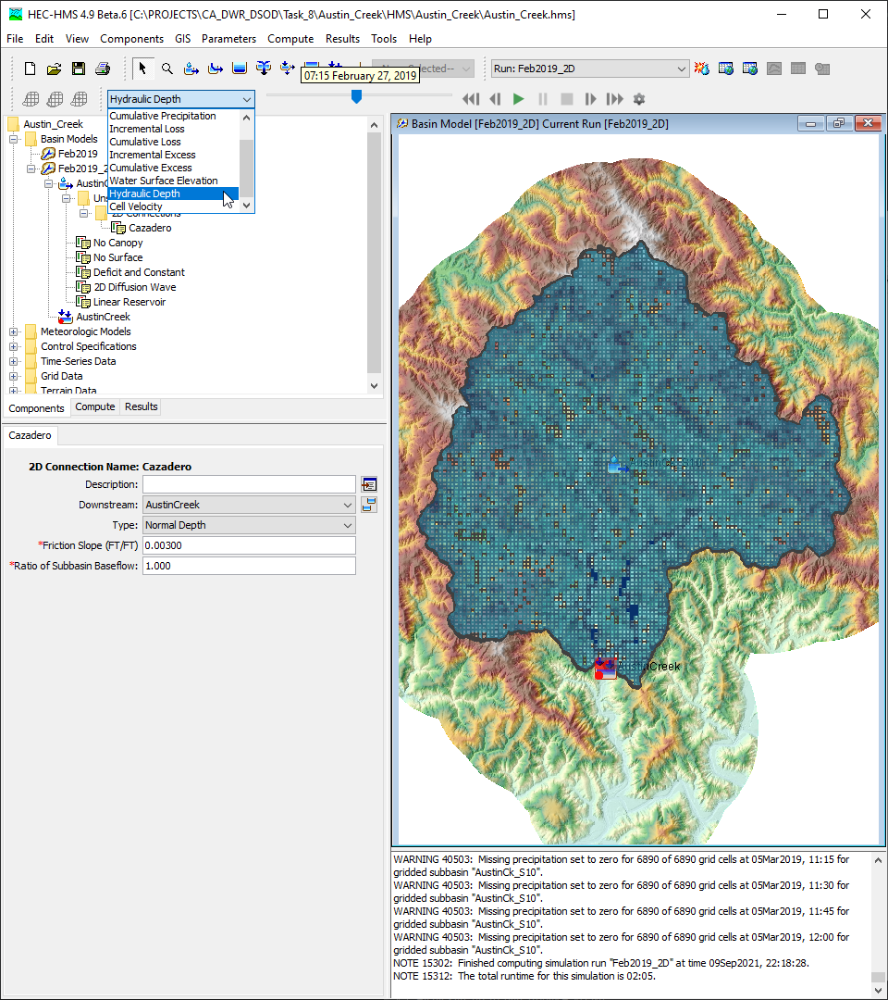 HEC-HMS 4.9 Beta.6 [C:\PROJECTS\CA_DWR_DSOD\Task_8\Austin_Creek\HMS\Austin_Creek\Austin_Creek.hms]
File Edit View Components GIS Parameters Compute Results Tools Help
Selected--
Run: Feb2019_2D
07:15 February 27, 2019
Hydraulic Depth
Cumulative Precipitation
Incremental Loss
Cumulative Loss
Incremental Excess
Cumulative Excess
Water Surface Elevation
Hydraulic Depth
Cell Velocity
Austin_Creek
Basin Models
Feb2019
Feb2019_2
Cazadero
No Canopy
No Surface
Deficit and Constant
2D Diffusion Wave
Linear Reservoir
AustinCreek
Meteorologic Models
Control Specifications
Time-Series Data
Grid Data
Terrain Data
Components Compute Results
Cazadero
2D Connection Name: Cazadero
Description:
Downstream: AustinCreek
Type: Normal Depth
*Friction Slope (FT/FT) 0.00300
*Ratio of Subbasin Baseflow: 1.000
Basin Model [Feb2019_2D] Current Run [Feb2019_2D]
AustinCreek
WARNING 40503: Missing precipitation set to zero for 6890 of 6890 grid cells at 05Mar2019, 11:15 for
gridded subbasin "AustinCk_S10".
WARNING 40503: Missing precipitation set to zero for 6890 of 6890 grid cells at 05Mar2019, 11:30 for
gridded subbasin "AustinCk_S10".
WARNING 40503: Missing precipitation set to zero for 6890 of 6890 grid cells at 05Mar2019, 11:45 for
gridded subbasin "AustinCk_S10".
WARNING 40503: Missing precipitation set to zero for 6890 of 6890 grid cells at 05Mar2019, 12:00 for
gridded subbasin "AustinCk_S10".
NOTE 15302: Finished computing simulation run "Feb2019_2D" at time 09Sep2021, 22:18:28.
NOTE 15312: The total runtime for this simulation is 02:05.